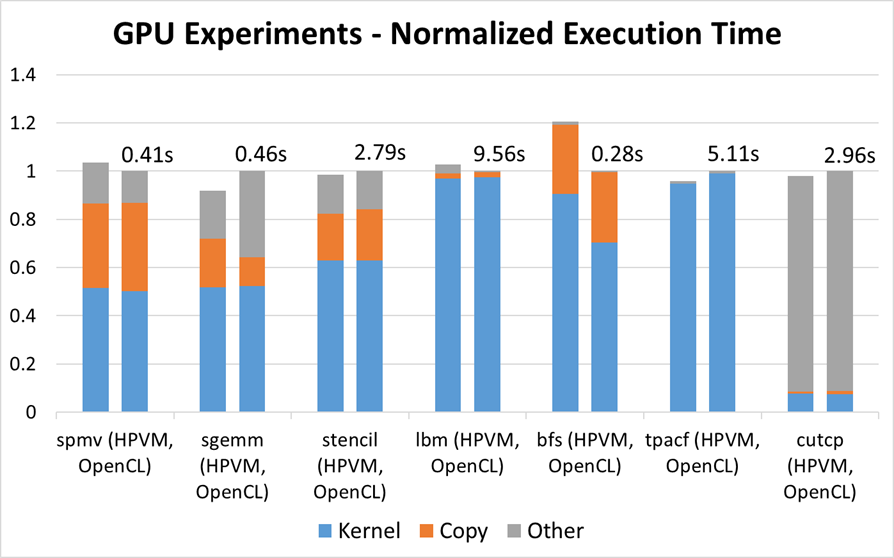 GPU Experiments - Normalized Execution Time
1.4
1.2
1
0.8
0.6
0.4
0.2
0
0.41s
0.46s
2.79s
9.56s
0.28s
5.11s
2.96s
spmv (HPVM,
OpenCL)
sgemm
(HPVM,
OpenCL)
stencil
(HPVM,
OpenCL)
lbm (HPVM,
OpenCL)
bfs (HPVM,
OpenCL)
tpacf (HPVM,
OpenCL)
cutcp
(HPVM,
OpenCL)
Kernel
Copy
Other